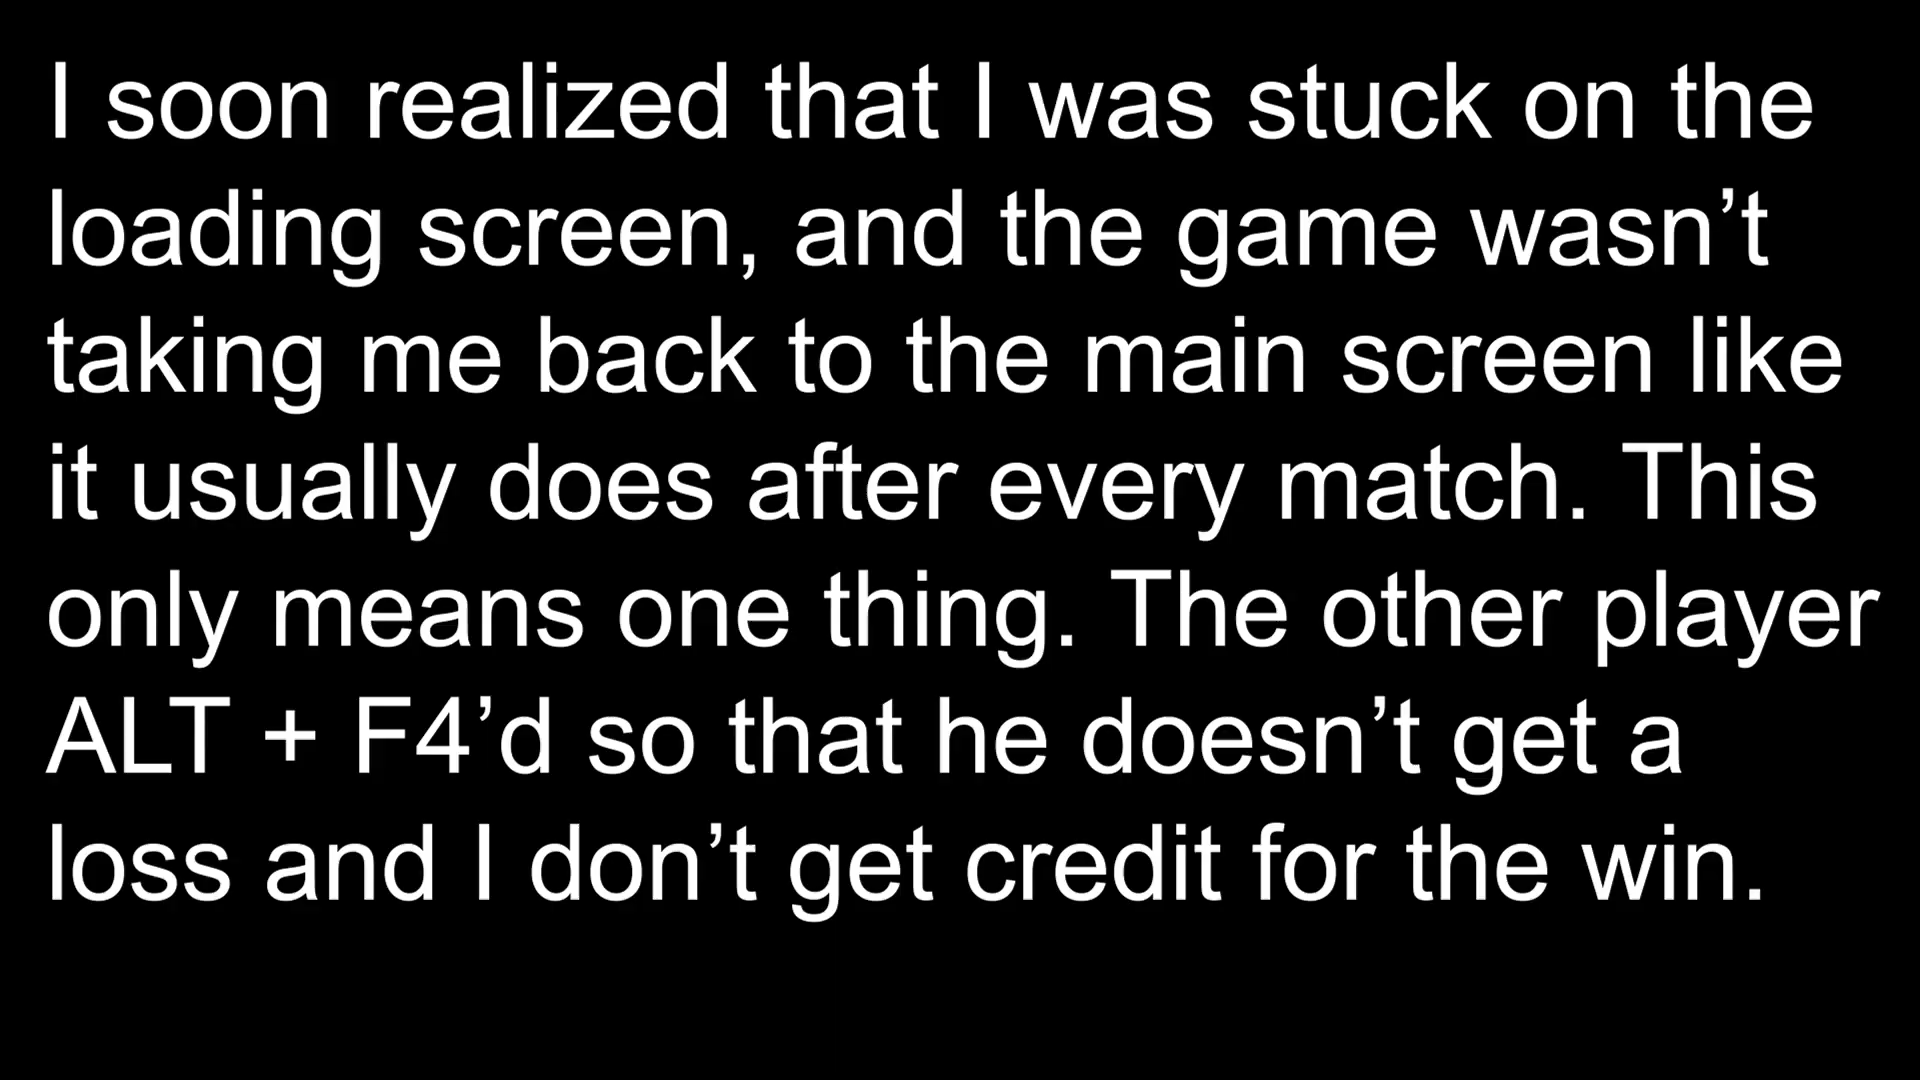 I soon realized that I was stuck on the
loading screen, and the game wasn’t
taking me back to the main screen like
it usually does after every match. This
only means one thing. The other player
ALT + F4’d so that he doesn’t get a
loss and I don’t get credit for the win.